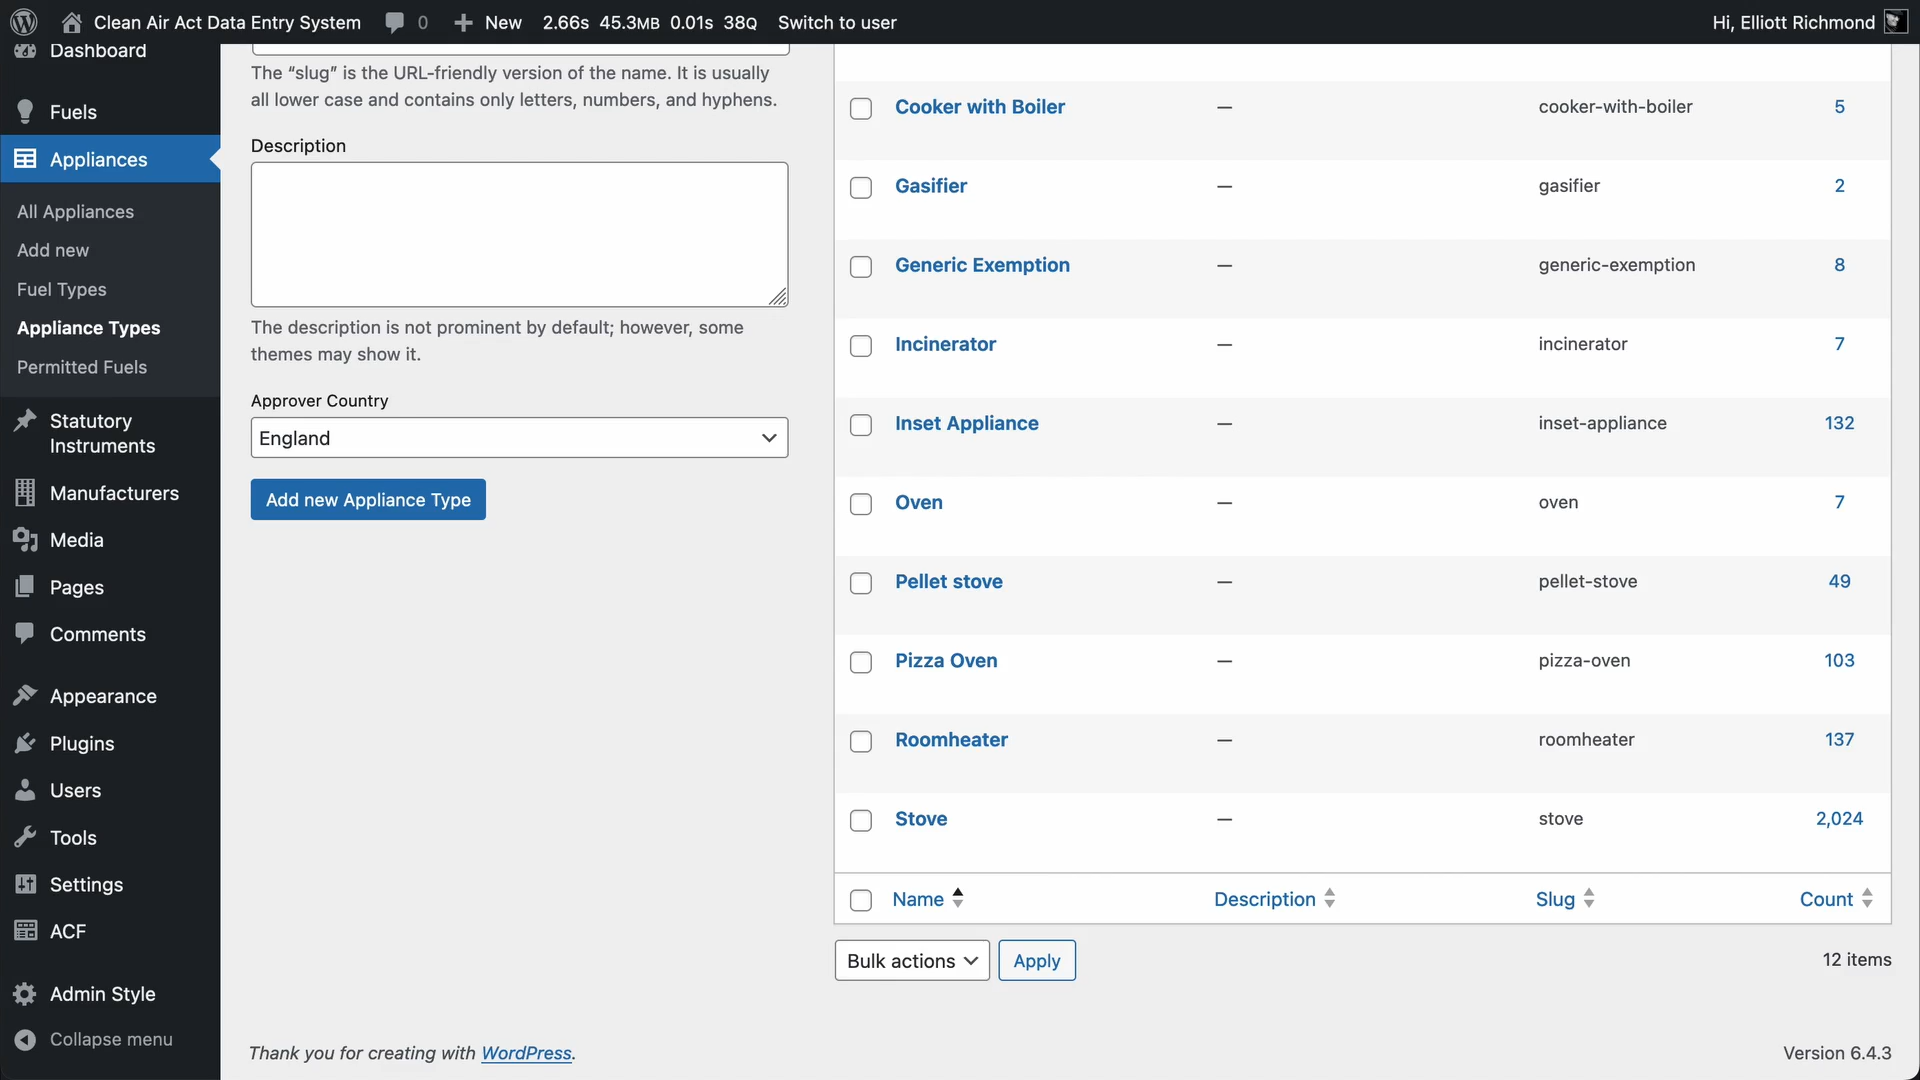 Clean Air Act Data Entry System 0 New 2.66s 45.3MB 0.01s 38Q Switch to user Hi, Elliott Richmond
Dashboard
Fuels
Appliances
All Appliances
Add new
Fuel Types
Appliance Types
Permitted Fuels
Statutory
Instruments
Manufacturers
Media
Pages
Comments
Appearance
Plugins
Users
Tools
Settings
ACF
Admin Style
Collapse menu
The “slug” is the URL-friendly version of the name. It is usually
all lower case and contains only letters, numbers, and hyphens.
Description
The description is not prominent by default; however, some
themes may show it.
Approver Country
England
Add new Appliance Type
Cooker with Boiler — cooker-with-boiler 5
Gasifier — gasifier 2
Generic Exemption — generic-exemption 8
Incinerator — incinerator 7
Inset Appliance — inset-appliance 132
Oven — oven 7
Pellet stove — pellet-stove 49
Pizza Oven — pizza-oven 103
Roomheater — roomheater 137
Stove — stove 2,024
Name Description Slug Count
Bulk actions Apply 12 items
Thank you for creating with WordPress. Version 6.4.3